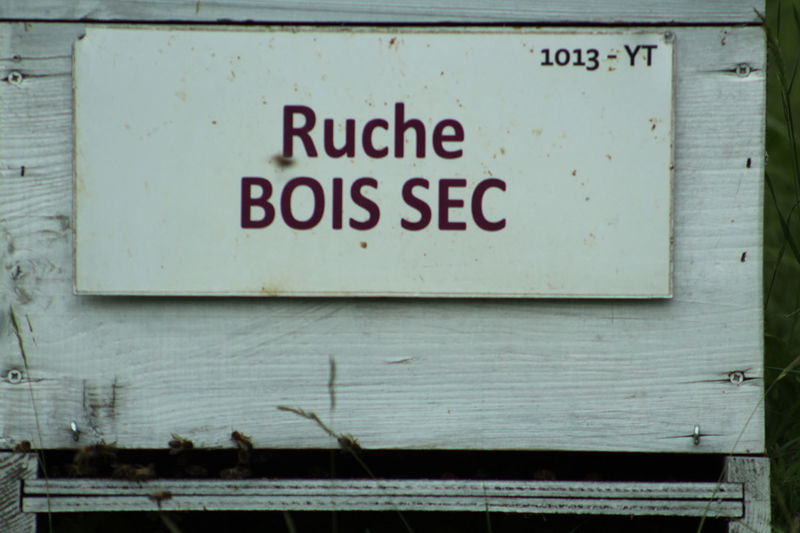 1013 - YT
Ruche
BOIS SEC